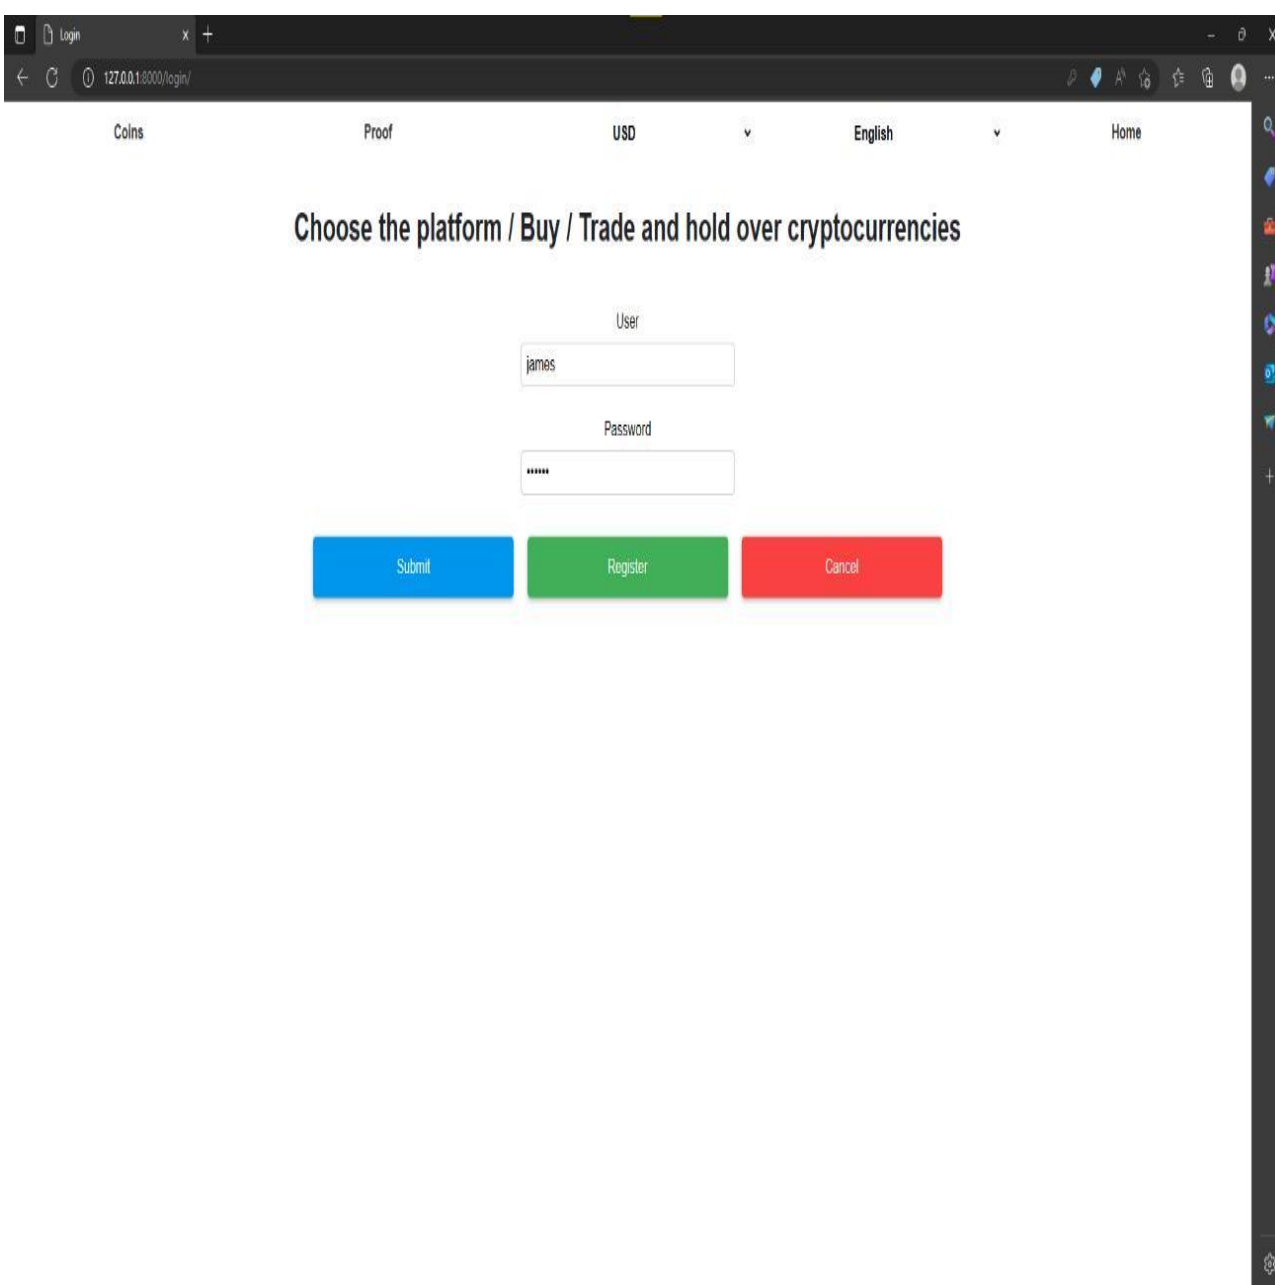 Login
127.0.0.1:8000/login/
Coins Proof USD English Home
Choose the platform / Buy / Trade and hold over cryptocurrencies
User
james
Password
••••••
Submit Register Cancel